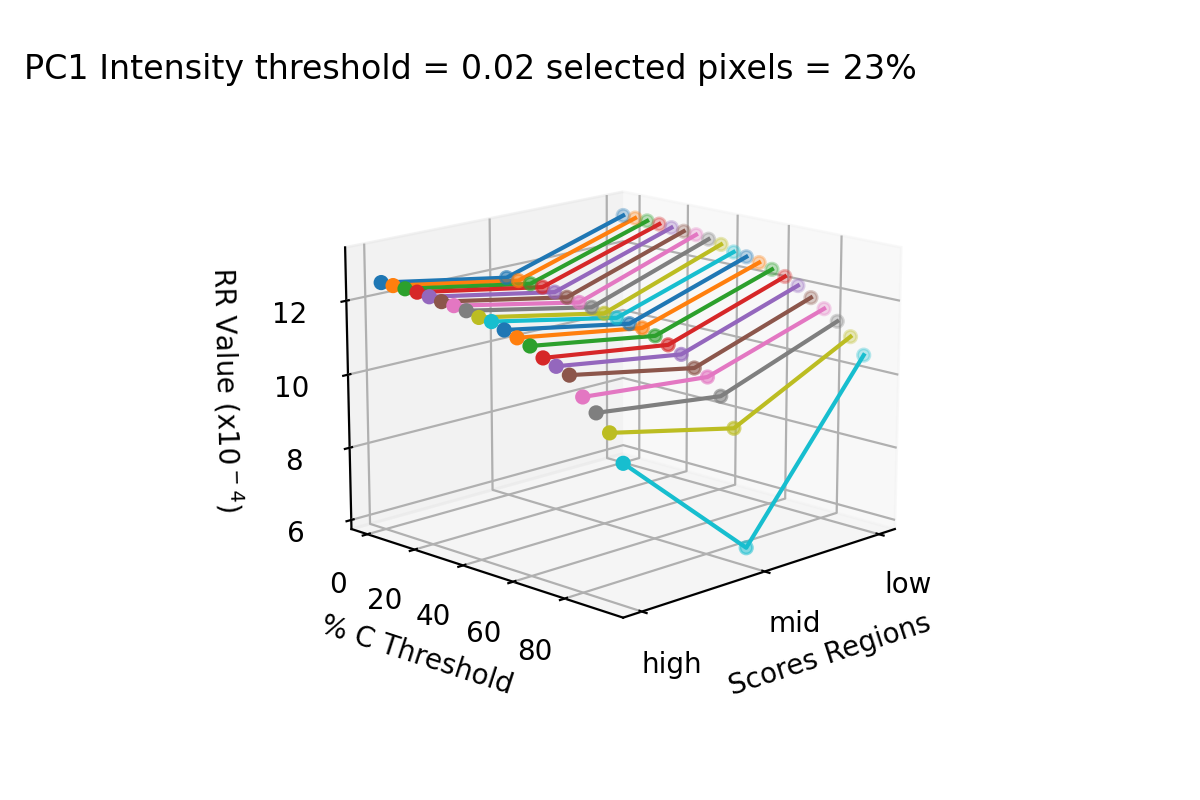 PC1 Intensity threshold = 0.02 selected pixels = 23%
RR Value (x10⁻⁴)
12
10
8
6
0
20
40
60
80
% C Threshold
high
mid
low
Scores Regions